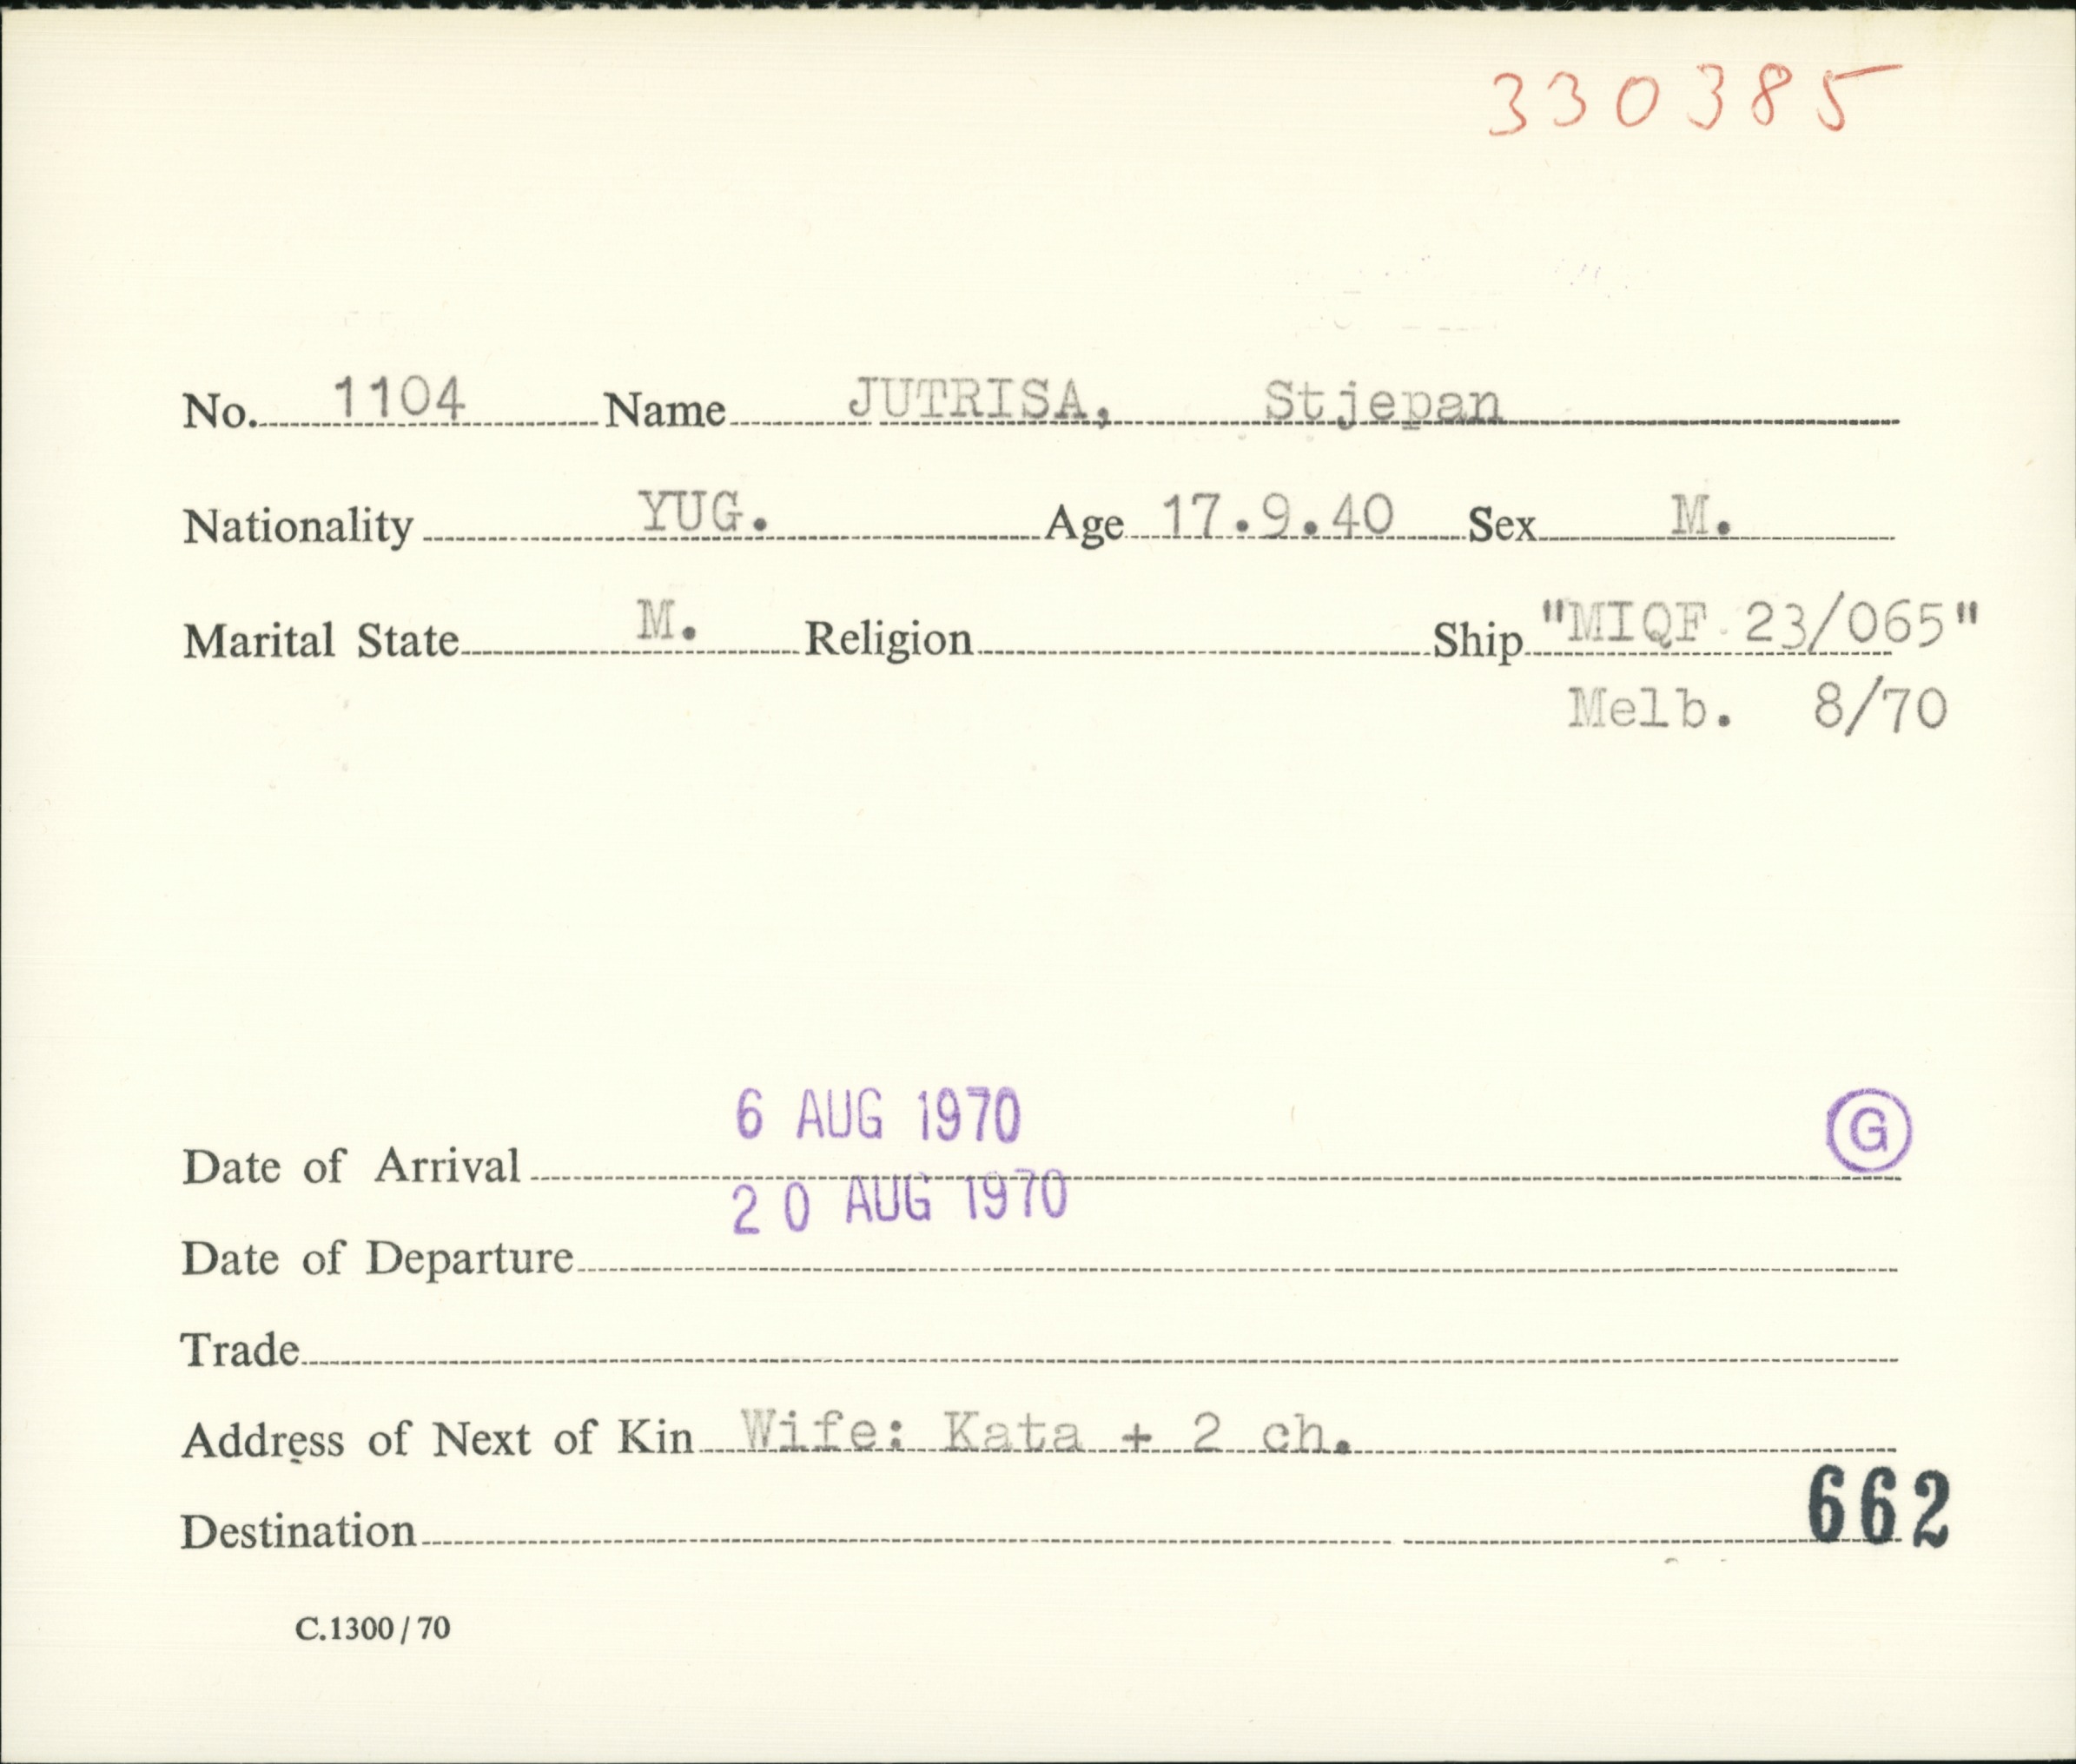 330385
No. 1104 Name JUTRISA, Stjepan
Nationality YUG. Age 17.9.40 Sex M.
Marital State M. Religion Ship "MIQF 23/065"
Melb. 8/70
6 AUG 1970
Date of Arrival G
20 AUG 1970
Date of Departure
Trade
Address of Next of Kin Wife: Kata + 2 ch.
Destination 662
C.1300/70